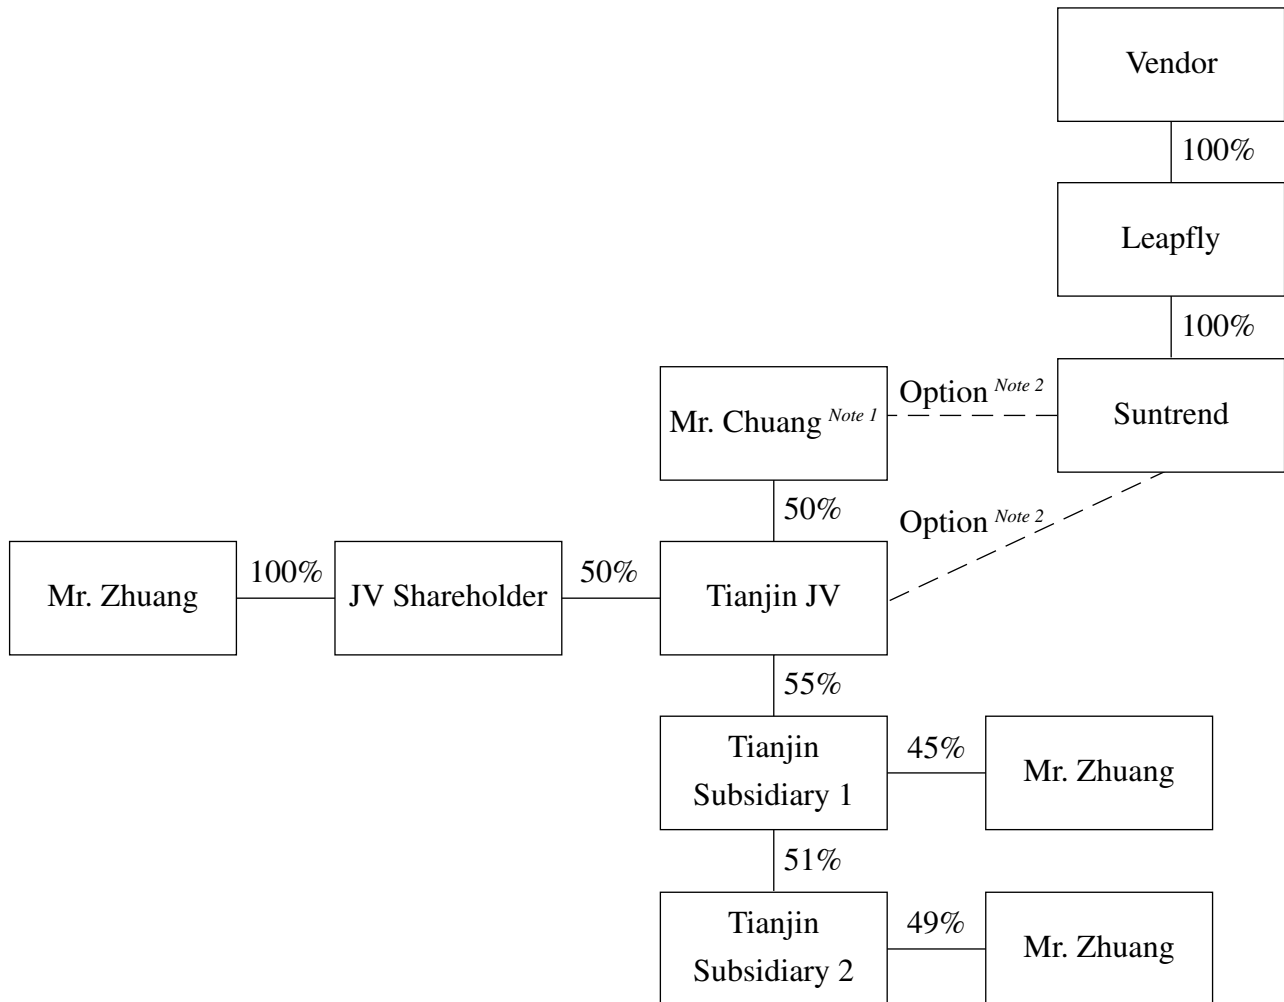 Vendor
100%
Leapfly
100%
Option Note 2
Mr. Chuang Note 1
Suntrend
50%
Option Note 2
100%
50%
Mr. Zhuang
JV Shareholder
Tianjin JV
55%
Tianjin
Subsidiary 1
45%
Mr. Zhuang
51%
Tianjin
Subsidiary 2
49%
Mr. Zhuang